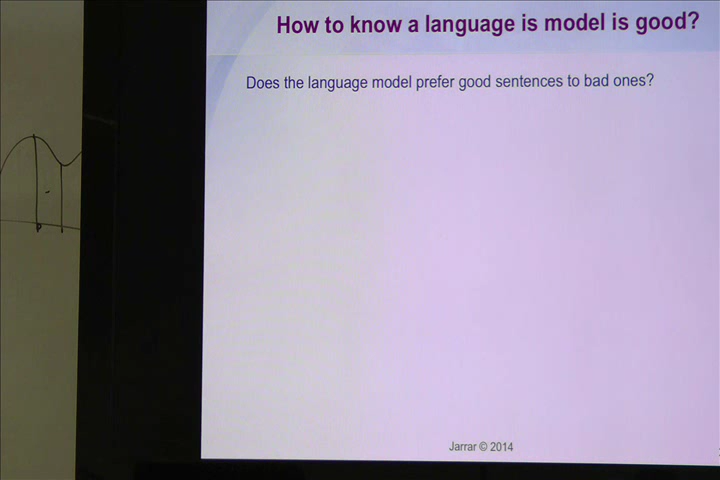 How to know a language is model is good?
Does the language model prefer good sentences to bad ones?
Jarrar © 2014